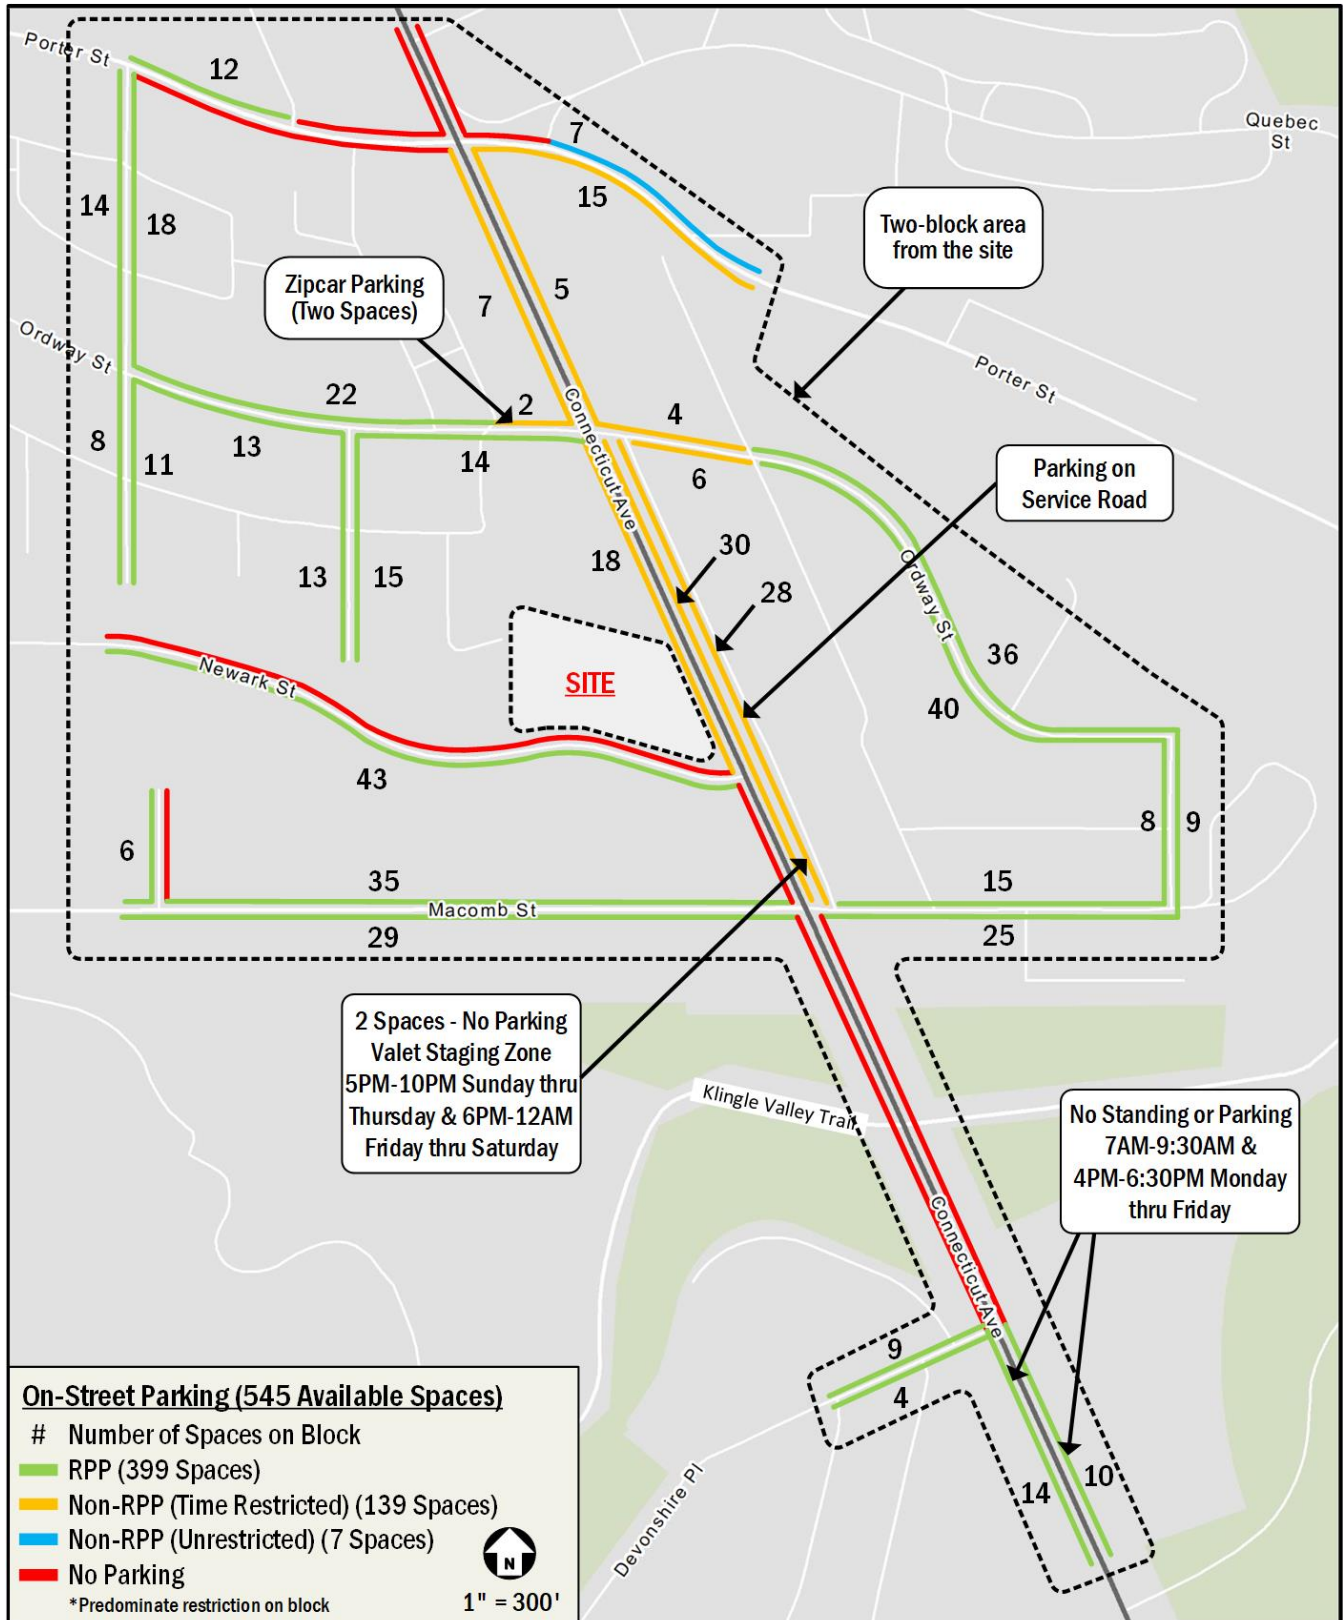 Porter St
12
7
Quebec
St
15
14
18
Two-block area
from the site
Zipcar Parking
(Two Spaces)
5
7
Ordway St
Porter St
22
2
4
Connecticut Ave
8
11
13
14
6
Parking on
Service Road
13
15
18
30
28
Ordway St
36
40
SITE
Newark St
43
6
35
Macomb St
29
15
25
8
9
2 Spaces - No Parking
Valet Staging Zone
5PM-10PM Sunday thru
Thursday & 6PM-12AM
Friday thru Saturday
Klingle Valley Trail
No Standing or Parking
7AM-9:30AM &
4PM-6:30PM Monday
thru Friday
Connecticut Ave
9
4
14
10
Devonshire Pl
On-Street Parking (545 Available Spaces)
# Number of Spaces on Block
RPP (399 Spaces)
Non-RPP (Time Restricted) (139 Spaces)
Non-RPP (Unrestricted) (7 Spaces)
No Parking
*Predominate restriction on block
N
1" = 300'